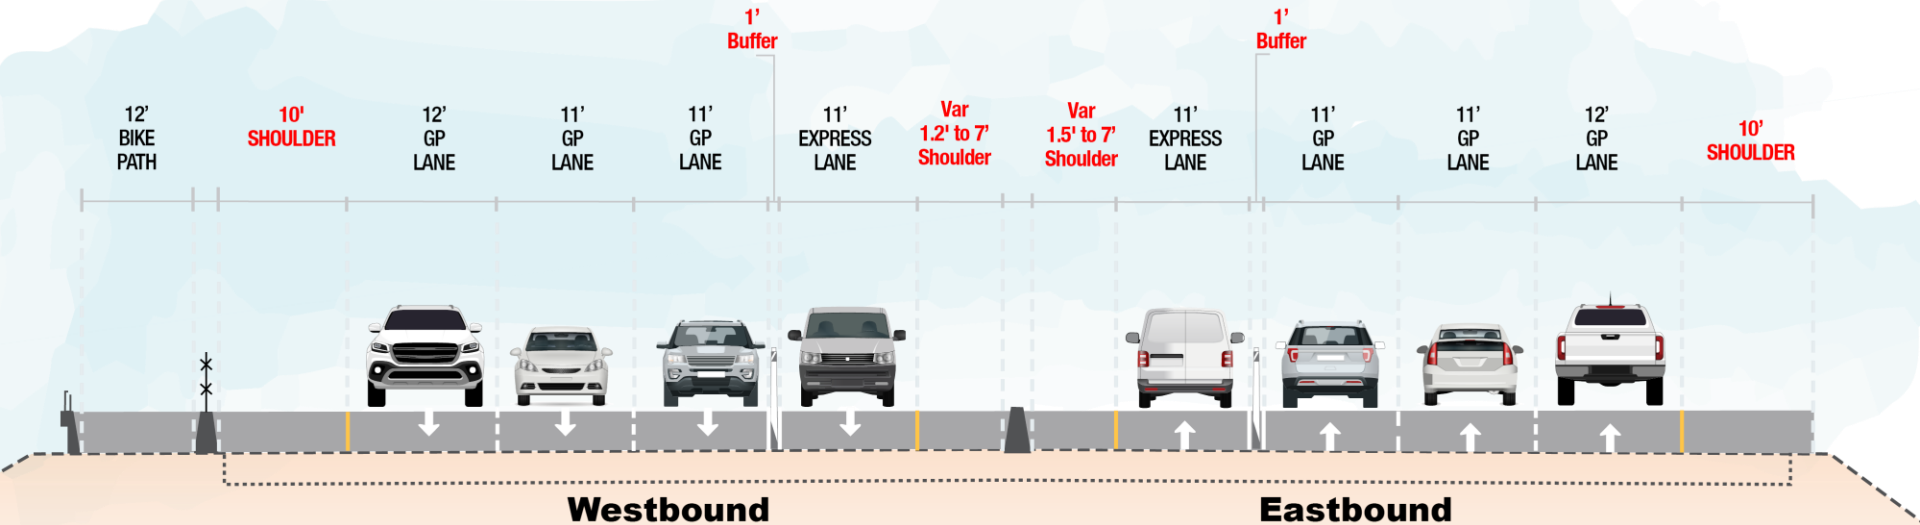 1’
Buffer
1’
Buffer
12’
BIKE
PATH
10'
SHOULDER
12’
GP
LANE
11’
GP
LANE
11’
GP
LANE
11’
EXPRESS
LANE
Var
1.2' to 7’
Shoulder
Var
1.5' to 7’
Shoulder
11’
EXPRESS
LANE
11’
GP
LANE
11’
GP
LANE
12’
GP
LANE
10’
SHOULDER
Westbound
Eastbound